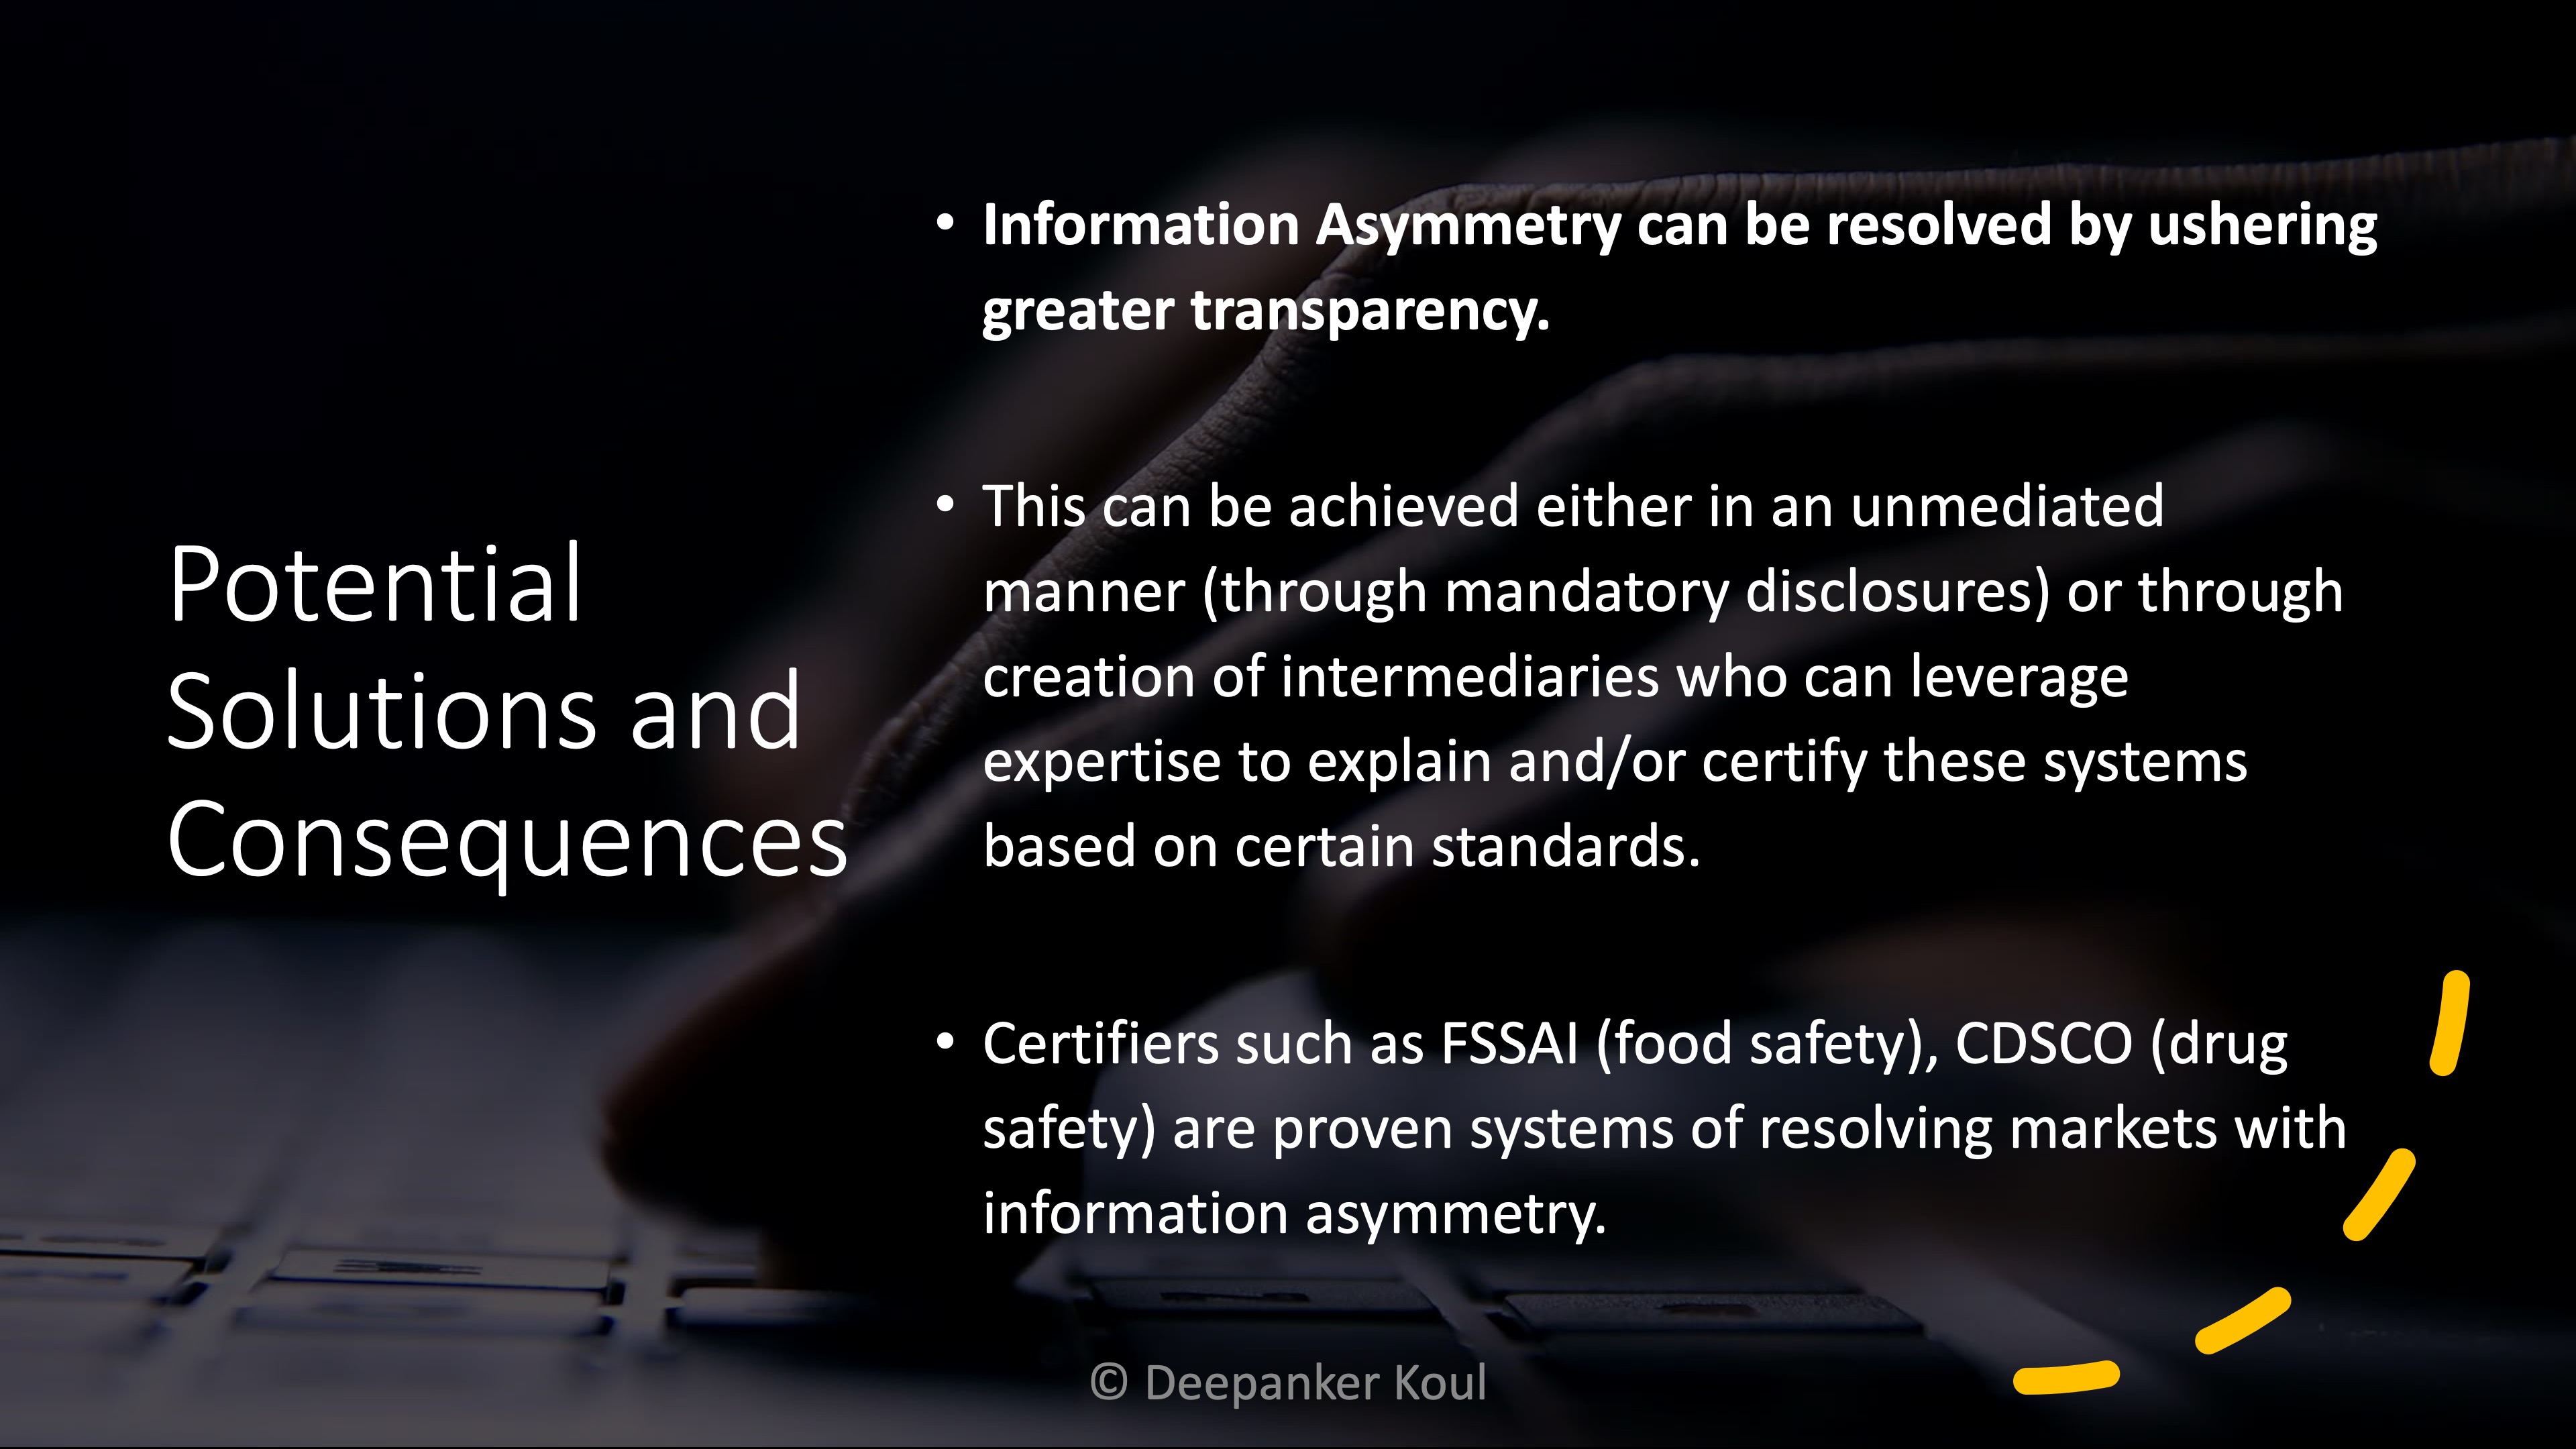 Potential
Solutions and
Consequences
• Information Asymmetry can be resolved by ushering
greater transparency.
• This can be achieved either in an unmediated
manner (through mandatory disclosures) or through
creation of intermediaries who can leverage
expertise to explain and/or certify these systems
based on certain standards.
• Certifiers such as FSSAI (food safety), CDSCO (drug
safety) are proven systems of resolving markets with
information asymmetry.
© Deepanker Koul